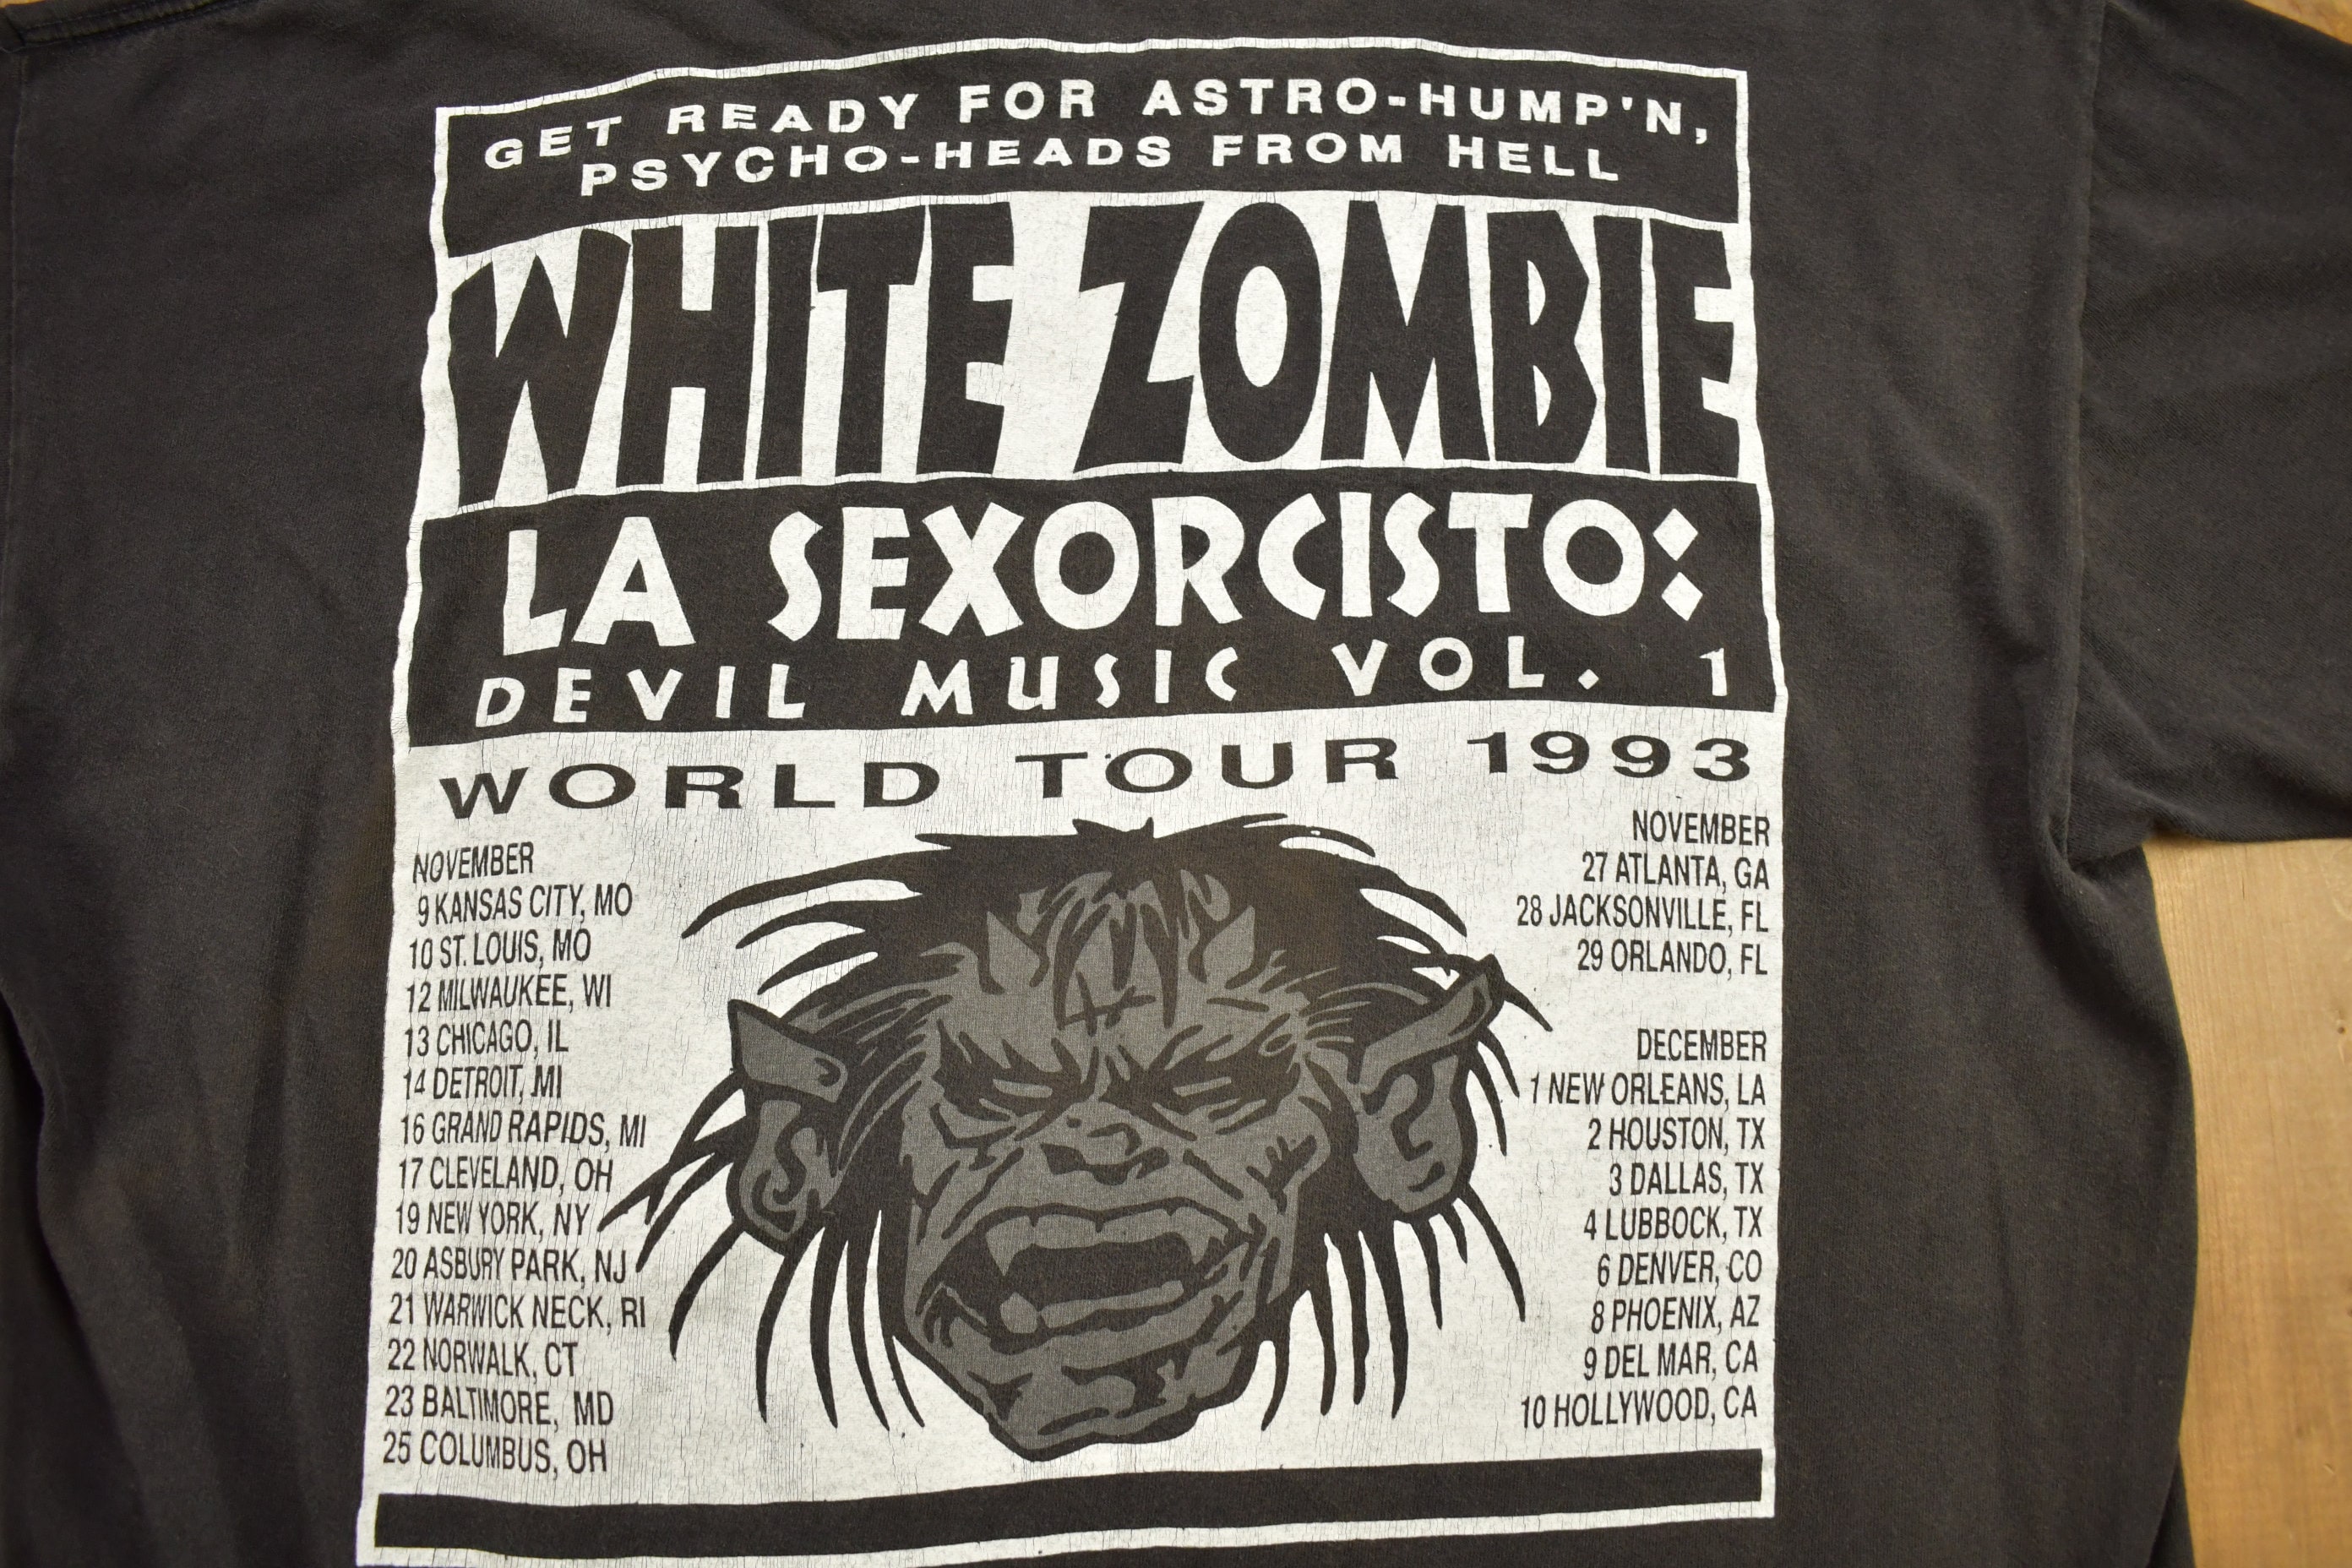 GET READY FOR ASTRO-HUMP'N,
PSYCHO-HEADS FROM HELL
WHITE ZOMBIE
LA SEXORCISTO:
DEVIL MUSIC VOL. 1
WORLD TOUR 1993
NOVEMBER
9 KANSAS CITY, MO
10 ST. LOUIS, MO
12 MILWAUKEE, WI
13 CHICAGO, IL
14 DETROIT, MI
16 GRAND RAPIDS, MI
17 CLEVELAND, OH
19 NEW YORK, NY
20 ASBURY PARK, NJ
21 WARWICK NECK, RI
22 NORWALK, CT
23 BALTIMORE, MD
25 COLUMBUS, OH
NOVEMBER
27 ATLANTA, GA
28 JACKSONVILLE, FL
29 ORLANDO, FL
DECEMBER
1 NEW ORLEANS, LA
2 HOUSTON, TX
3 DALLAS, TX
4 LUBBOCK, TX
6 DENVER, CO
8 PHOENIX, AZ
9 DEL MAR, CA
10 HOLLYWOOD, CA